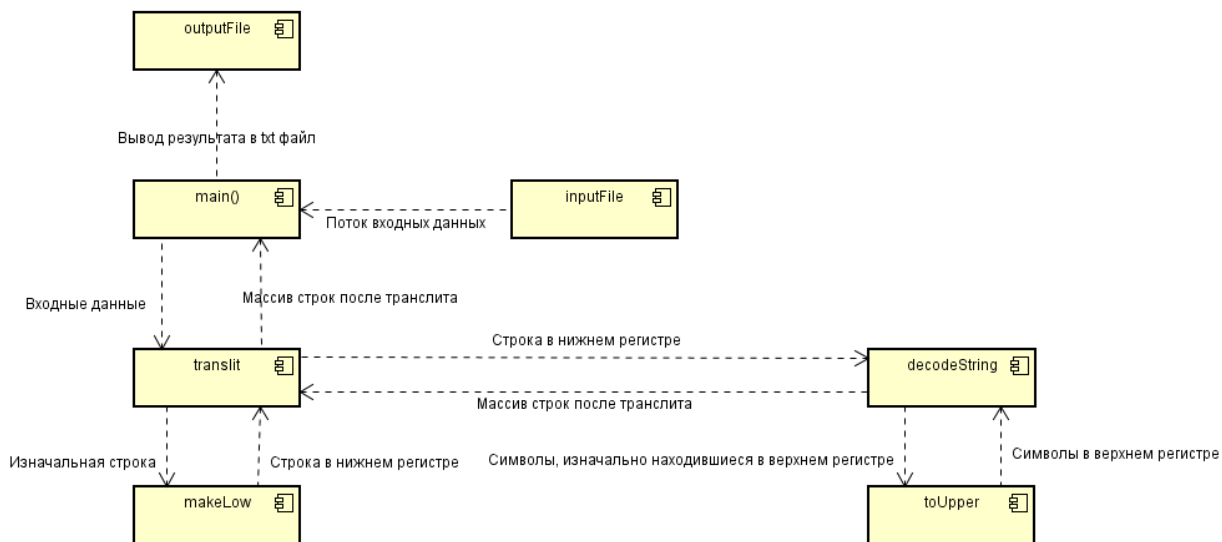 outputFile
Вывод результата в txt файл
main()
inputFile
Поток входных данных
Входные данные
Массив строк после транслита
Строка в нижнем регистре
translit
decodeString
Массив строк после транслита
Изначальная строка
Строка в нижнем регистре
Символы, изначально находившиеся в верхнем регистре
Символы в верхнем регистре
makeLow
toUpper